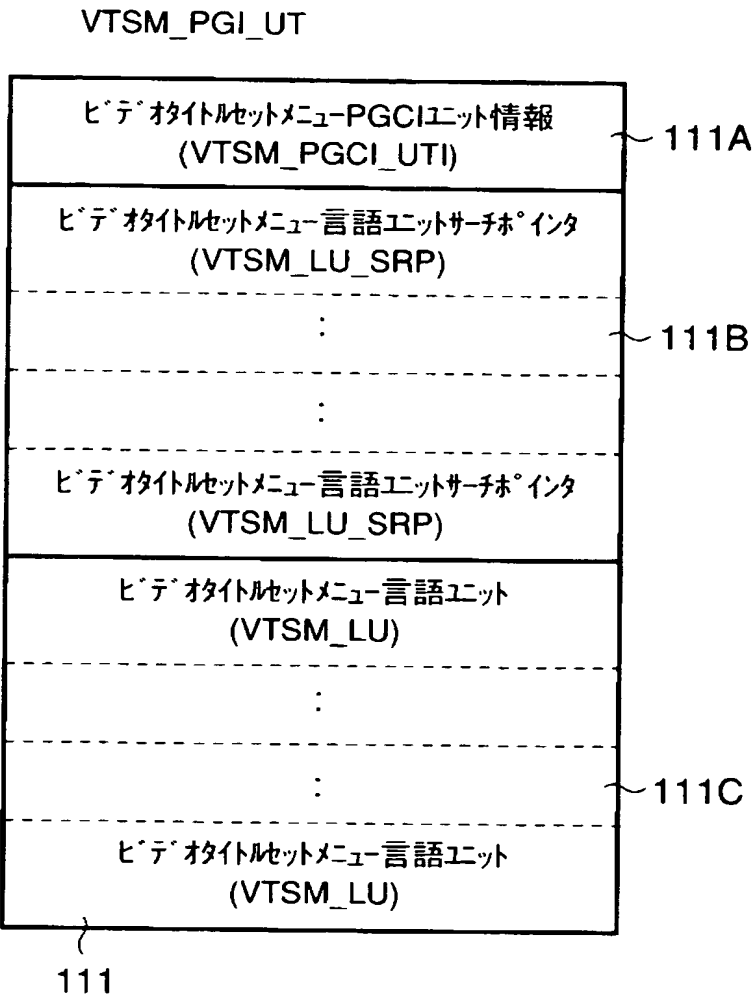 VTSM_PGI_UT
ビデオタイトルセットメニューPGCIユニット情報
(VTSM_PGCI_UTI)
111A
ビデオタイトルセットメニュー言語ユニットサーチポインタ
(VTSM_LU_SRP)
:
111B
:
ビデオタイトルセットメニュー言語ユニットサーチポインタ
(VTSM_LU_SRP)
ビデオタイトルセットメニュー言語ユニット
(VTSM_LU)
:
:
111C
ビデオタイトルセットメニュー言語ユニット
(VTSM_LU)
111